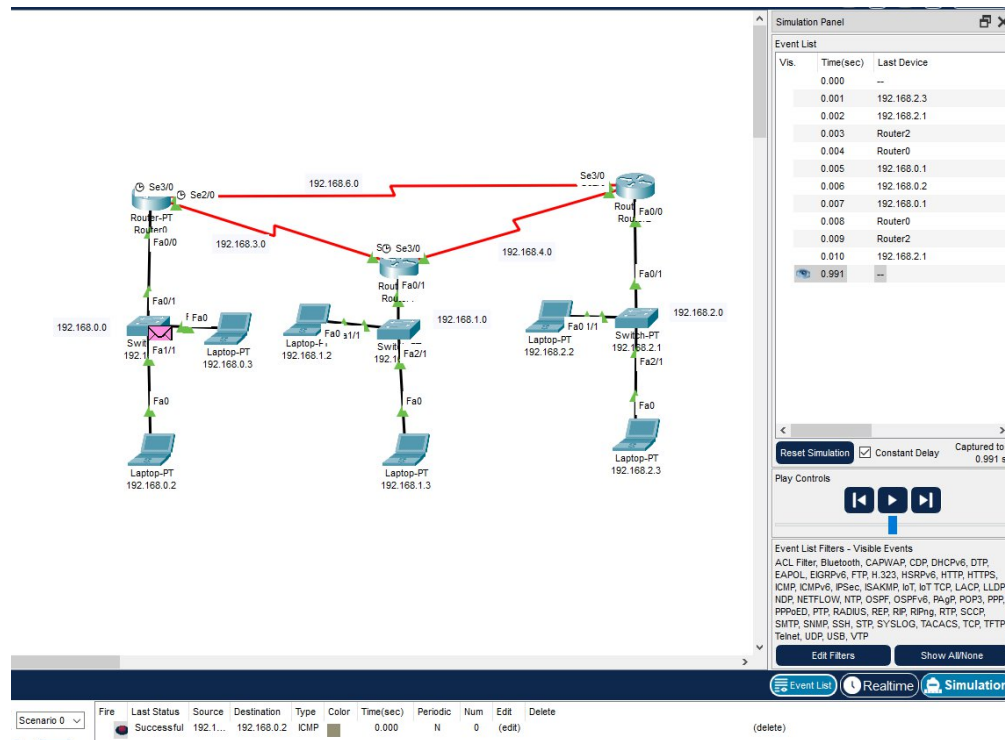 Simulation Panel
Event List
Vis. Time(sec) Last Device
0.000 --
0.001 192.168.2.3
0.002 192.168.2.1
0.003 Router2
0.004 Router0
0.005 192.168.0.1
0.006 192.168.0.2
0.007 192.168.0.1
0.008 Router0
0.009 Router2
0.010 192.168.2.1
0.991 --
Se3/0
Se2/0
192.168.6.0
Se3/0
Router-PT
Router0
Fa0/0
192.168.3.0
Se3/0
192.168.4.0
Fa0/0
Fa0/1
Fa0/1
Fa0/1
192.168.0.0
Fa0
Fa1/1
Laptop-PT
192.168.0.3
Fa0
192.168.1.2
192.168.1.0
Fa2/1
Fa0
Laptop-PT
192.168.2.2
Switch-PT
192.168.2.1
192.168.2.0
Fa2/1
Fa0
Fa0
Fa0
Laptop-PT
192.168.0.2
Laptop-PT
192.168.1.3
Laptop-PT
192.168.2.3
Reset Simulation Constant Delay Captured to
0.991 s
Play Controls
Event List Filters - Visible Events
ACL Filter, Bluetooth, CAPWAP, CDP, DHCPv6, DTP,
EAPOL, EIGRPv6, FTP, H.323, HSRPv6, HTTP, HTTPS,
ICMP, ICMPv6, IPSec, ISAKMP, IoT, IoT TCP, LACP, LLDP,
NDP, NETFLOW, NTP, OSPF, OSPFv6, PAgP, POP3, PPP,
PPPoED, PTP, RADIUS, REP, RIP, RIPng, RTP, SCCP,
SMTP, SNMP, SSH, STP, SYSLOG, TACACS, TCP, TFTP
Telnet, UDP, USB, VTP
Edit Filters Show All/None
Event List Realtime Simulation
Scenario 0
Fire Last Status Source Destination Type Color Time(sec) Periodic Num Edit Delete
Successful 192.1... 192.168.0.2 ICMP 0.000 N 0 (edit) (delete)